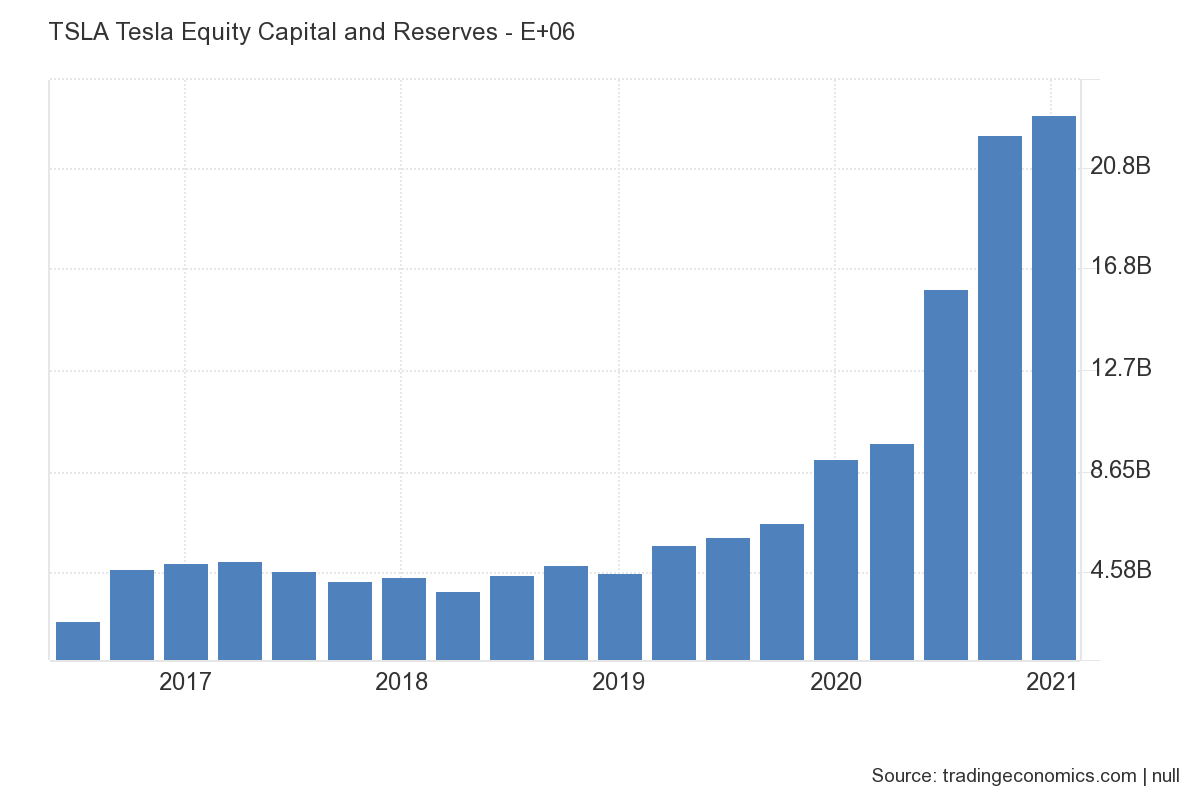 TSLA Tesla Equity Capital and Reserves - E+06
20.8B
16.8B
12.7B
8.65B
4.58B
2017 2018 2019 2020 2021
Source: tradingeconomics.com | null